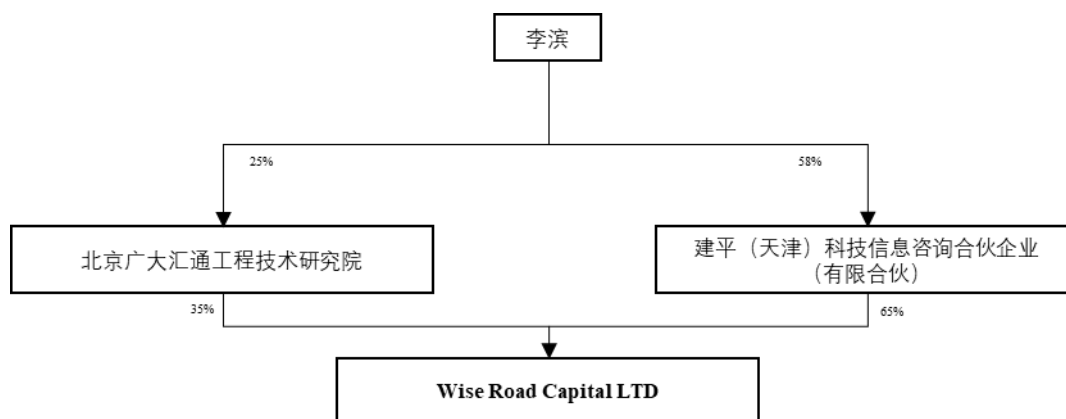 李滨
25%
58%
北京广大汇通工程技术研究院
建平（天津）科技信息咨询合伙企业
（有限合伙）
35%
65%
Wise Road Capital LTD